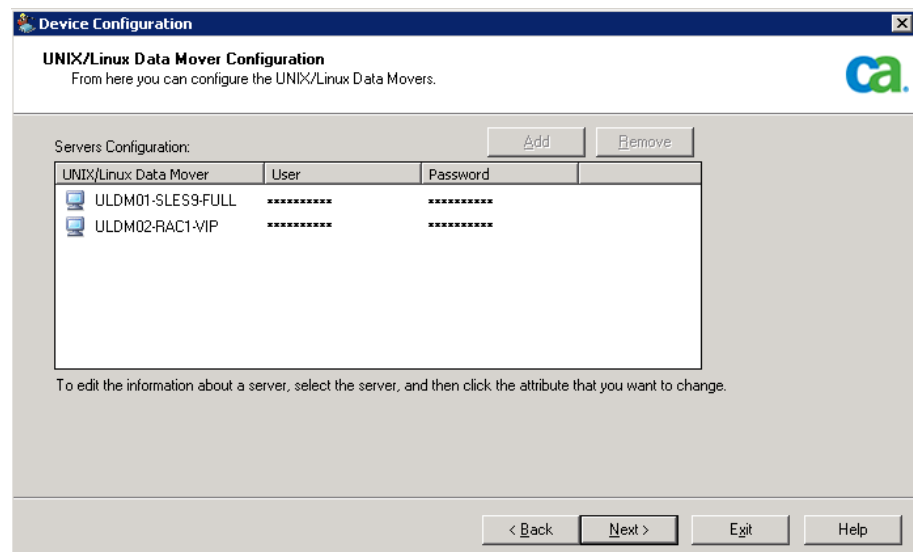 Device Configuration
UNIX/Linux Data Mover Configuration
From here you can configure the UNIX/Linux Data Movers.
ca.
Servers Configuration:
Add
Remove
UNIX/Linux Data Mover User Password
ULDM01-SLES9-FULL ********** **********
ULDM02-RAC1-VIP ********** **********
To edit the information about a server, select the server, and then click the attribute that you want to change.
< Back Next > Exit Help